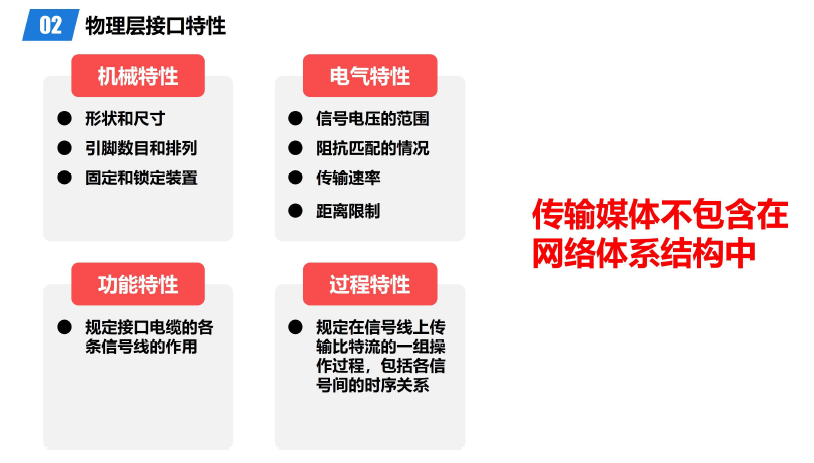 02 物理层接口特性
机械特性
● 形状和尺寸
● 引脚数目和排列
● 固定和锁定装置
电气特性
● 信号电压的范围
● 阻抗匹配的情况
● 传输速率
● 距离限制
功能特性
● 规定接口电缆的各
条信号线的作用
过程特性
● 规定在信号线上传
输比特流的一组操
作过程，包括各信
号间的时序关系
传输媒体不包含在
网络体系结构中